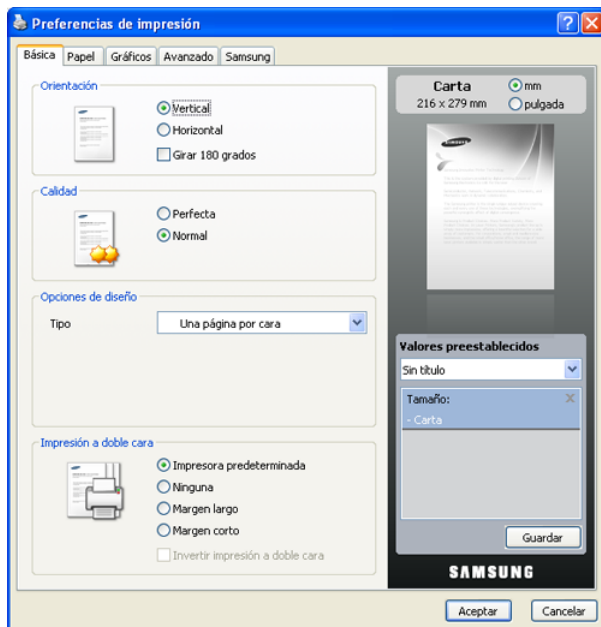 Preferencias de impresión
Básica Papel Gráficos Avanzado Samsung
Orientación
Vertical
Horizontal
Girar 180 grados
Calidad
Perfecta
Normal
Opciones de diseño
Tipo Una página por cara
Impresión a doble cara
Impresora predeterminada
Ninguna
Margen largo
Margen corto
Invertir impresión a doble cara
Carta mm
216 x 279 mm pulgada
SAMSUNG
Valores preestablecidos
Sin título
Tamaño:
- Carta
Guardar
SAMSUNG
Aceptar Cancelar